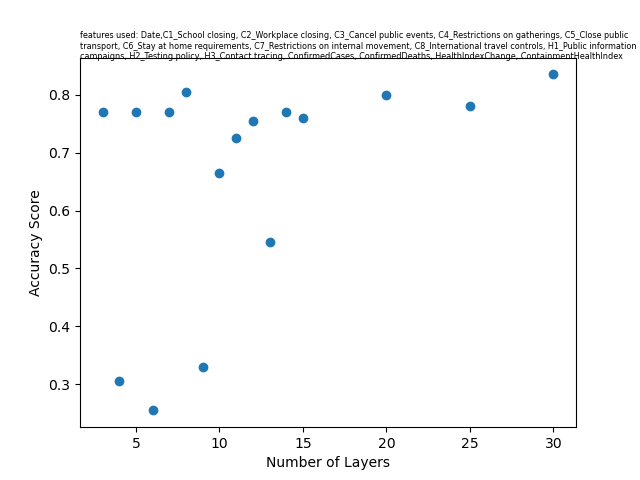 features used: Date,C1_School closing, C2_Workplace closing, C3_Cancel public events, C4_Restrictions on gatherings, C5_Close public
transport, C6_Stay at home requirements, C7_Restrictions on internal movement, C8_International travel controls, H1_Public information
campaigns, H2_Testing policy, H3_Contact tracing, ConfirmedCases, ConfirmedDeaths, HealthIndexChange, ContainmentHealthIndex
0.8
0.7
0.6
0.5
0.4
0.3
Accuracy Score
5 10 15 20 25 30
Number of Layers